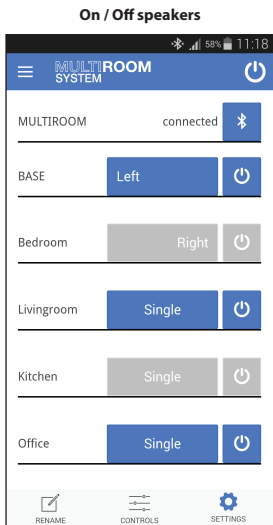 On / Off speakers
58% 11:18
MULTIROOM
SYSTEM
MULTIROOM connected
BASE Left
Bedroom Right
Livingroom Single
Kitchen Single
Office Single
RENAME CONTROLS SETTINGS